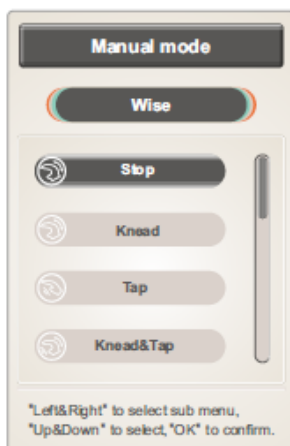 Manual mode
Wise
Stop
Knead
Tap
Knead&Tap
"Left&Right" to select sub menu,
"Up&Down" to select, "OK" to confirm.